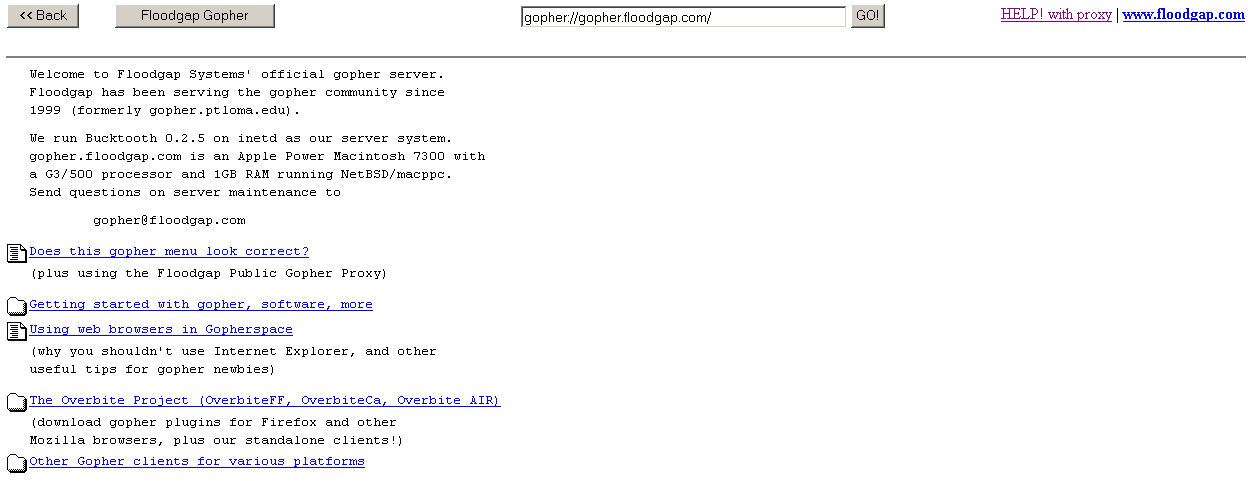 << Back Floodgap Gopher gopher://gopher.floodgap.com/ GO! HELP! with proxy | www.floodgap.com
Welcome to Floodgap Systems' official gopher server.
Floodgap has been serving the gopher community since
1999 (formerly gopher.ptloma.edu).
We run Bucktooth 0.2.5 on inetd as our server system.
gopher.floodgap.com is an Apple Power Macintosh 7300 with
a G3/500 processor and 1GB RAM running NetBSD/macppc.
Send questions on server maintenance to
gopher@floodgap.com
Does this gopher menu look correct?
(plus using the Floodgap Public Gopher Proxy)
Getting started with gopher, software, more
Using web browsers in Gopherspace
(why you shouldn't use Internet Explorer, and other
useful tips for gopher newbies)
The Overbite Project (OverbiteFF, OverbiteCa, Overbite AIR)
(download gopher plugins for Firefox and other
Mozilla browsers, plus our standalone clients!)
Other Gopher clients for various platforms